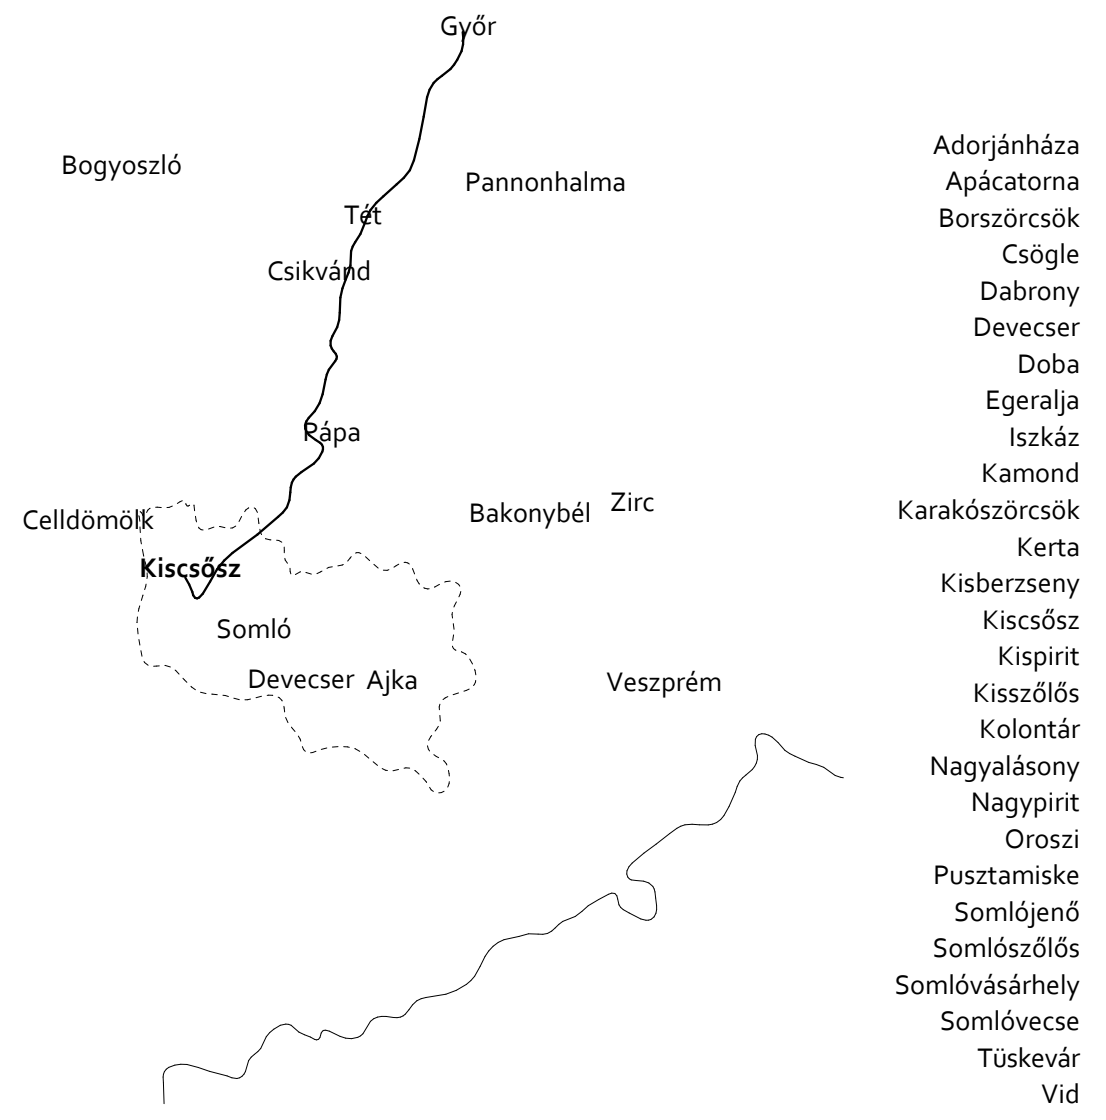 Győr
Bogyoszló
Pannonhalma
Tét
Csikvánd
Pápa
Celldömölk
Bakonybél
Zirc
Kiscsősz
Somló
Devecser
Ajka
Veszprém
Adorjánháza
Apácatorna
Borszörcsök
Csögle
Dabrony
Devecser
Doba
Egeralja
Iszkáz
Kamond
Karakószörcsök
Kerta
Kisberzseny
Kiscsősz
Kispirit
Kisszőlős
Kolontár
Nagyalásony
Nagypirit
Oroszi
Pusztamiske
Somlójenő
Somlószőlős
Somlóvásárhely
Somlóvecse
Tüskevár
Vid